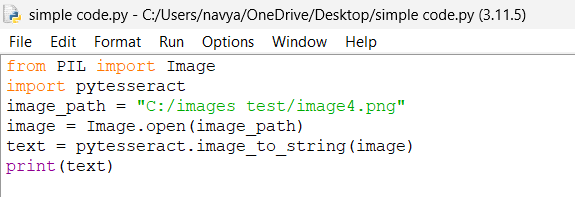 simple code.py - C:/Users/navya/OneDrive/Desktop/simple code.py (3.11.5)
File Edit Format Run Options Window Help
from PIL import Image
import pytesseract
image_path = "C:/images test/image4.png"
image = Image.open(image_path)
text = pytesseract.image_to_string(image)
print(text)